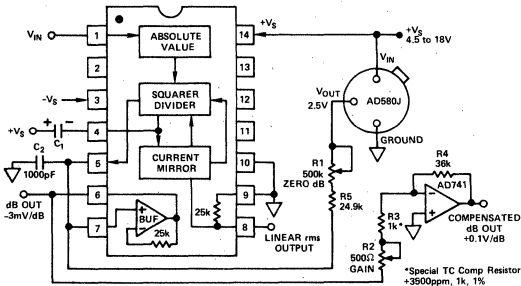 +VS
+VS
4.5 to 18V
VIN
1
ABSOLUTE
VALUE
14
VIN
2
13
VOUT
2.5V
AD580J
-VS
3
SQUARER
DIVIDER
12
+VS
+
-
C1
4
11
GROUND
C2
1000pF
5
CURRENT
MIRROR
10
R1
500k
ZERO dB
R4
36k
dB OUT
-3mV/dB
6
9
R5
24.9k
AD741
25k
+
-
BUF
-
+
COMPENSATED
dB OUT
+0.1V/dB
7
25k
8
LINEAR rms
OUTPUT
R3
1k*
R2
500Ω
GAIN
*Special TC Comp Resistor
+3500ppm, 1k, 1%